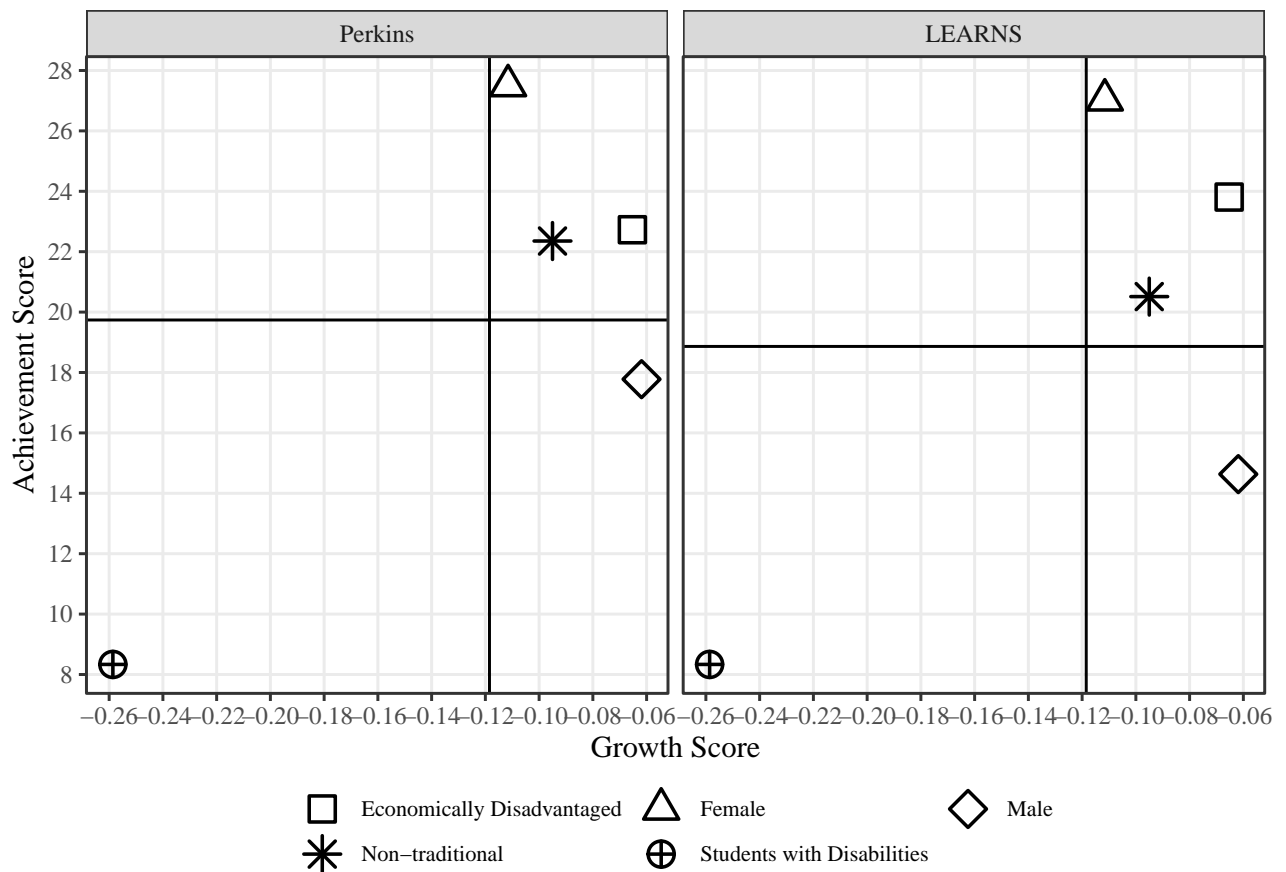 Perkins
LEARNS
Achievement Score
28
26
24
22
20
18
16
14
12
10
8
−0.26 −0.24 −0.22 −0.20 −0.18 −0.16 −0.14 −0.12 −0.10 −0.08 −0.06 −0.26 −0.24 −0.22 −0.20 −0.18 −0.16 −0.14 −0.12 −0.10 −0.08 −0.06
Growth Score
Economically Disadvantaged Female Male
Non−traditional Students with Disabilities